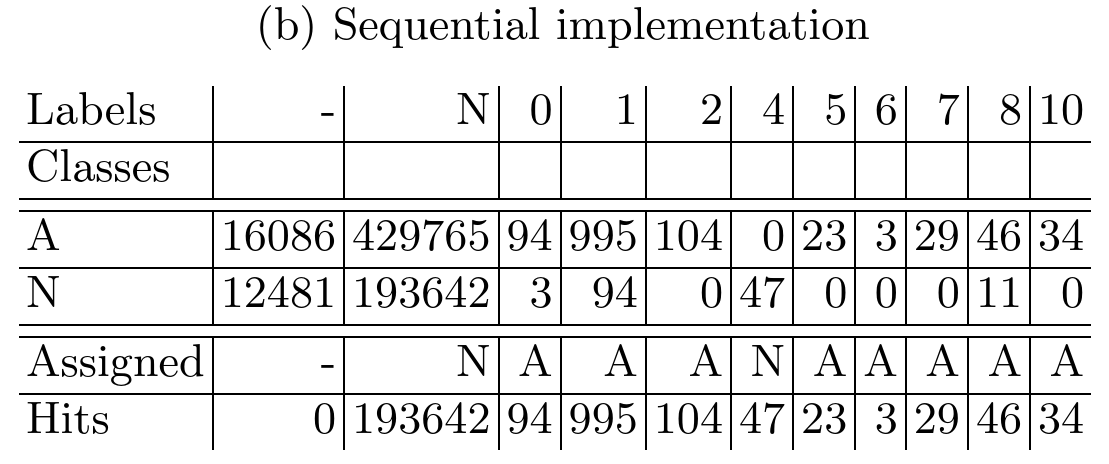 (b) Sequential implementation
Labels - N 0 1 2 4 5 6 7 8 10
Classes
A 16086 429765 94 995 104 0 23 3 29 46 34
N 12481 193642 3 94 0 47 0 0 0 11 0
Assigned - N A A A N A A A A A
Hits 0 193642 94 995 104 47 23 3 29 46 34